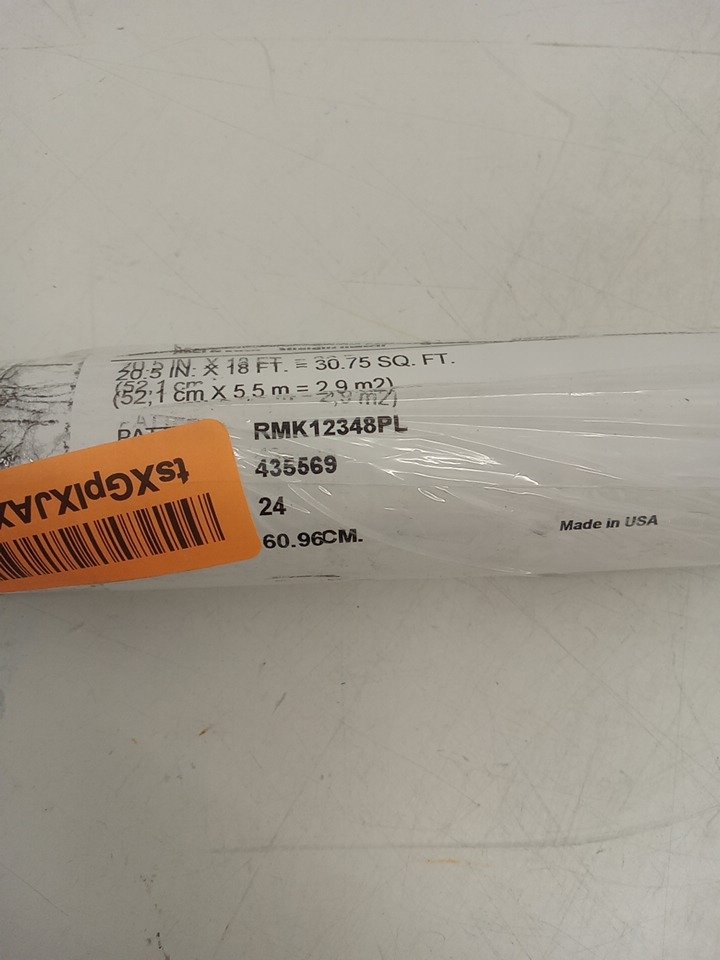 20.5 IN. X 18 FT. = 30.75 SQ. FT.
(52,1 cm X 5,5 m = 2,9 m2)
RMK12348PL
435569
24
60.96CM.
Made in USA
tsXGpIXJAX